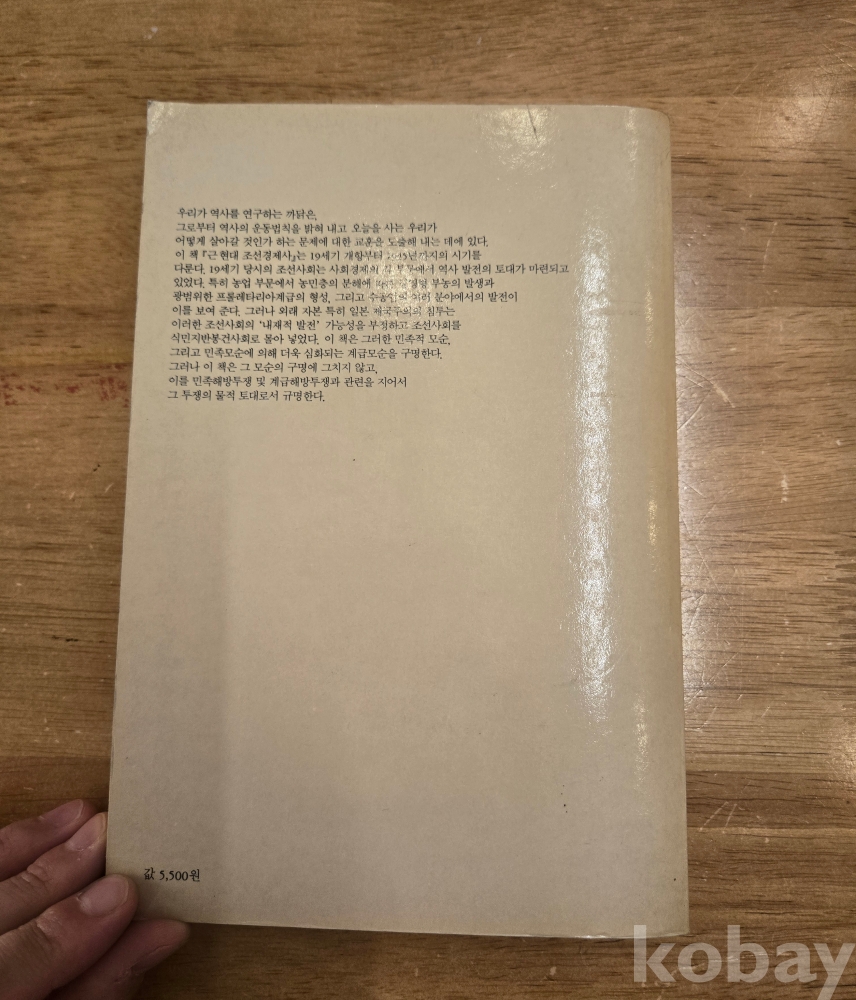 우리가 역사를 연구하는 까닭은,
그로부터 역사의 운동법칙을 밝혀 내고 오늘을 사는 우리가
어떻게 살아갈 것인가 하는 문제에 대한 교훈을 도출해 내는 데에 있다.
이 책 『근·현대 조선경제사』는 19세기 개항부터 1945년까지의 시기를
다룬다. 19세기 당시의 조선사회는 사회경제의 부문에서 역사 발전의 토대가 마련되고
있었다. 특히 농업 부문에서 농민층의 분해에 부농의 발생과
광범위한 프롤레타리아계급의 형성, 그리고 여러 분야에서의 발전이
이를 보여 준다. 그러나 외래 자본 특히 일본 제국주의의 침투는
이러한 조선사회의 '내재적 발전' 가능성을 부정하고 조선사회를
식민지반봉건사회로 몰아 넣었다. 이 책은 그러한 민족적 모순,
그리고 민족모순에 의해 더욱 심화되는 계급모순을 구명한다.
그러나 이 책은 그 모순의 구명에 그치지 않고,
이를 민족해방투쟁 및 계급해방투쟁과 관련을 지어서
그 투쟁의 물적 토대로서 규명한다.
값 5,500원
kobay